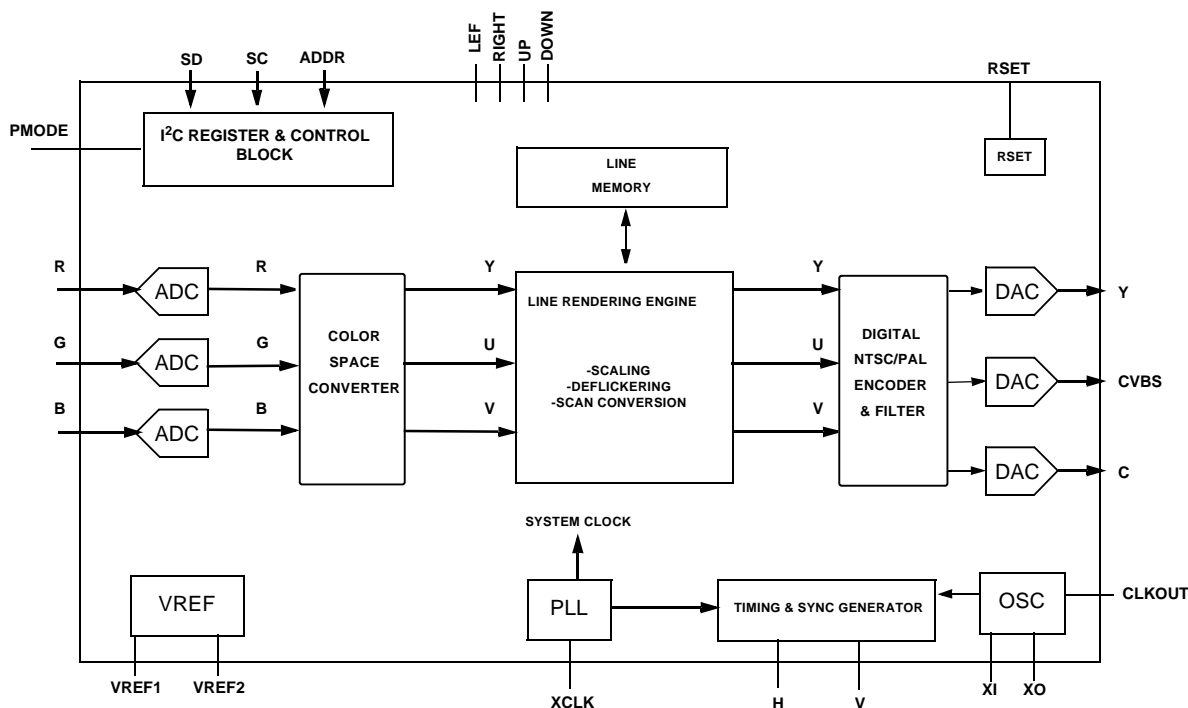 LEF
RIGHT
UP
DOWN
SD
SC
ADDR
RSET
PMODE
I2C REGISTER & CONTROL
BLOCK
RSET
LINE
MEMORY
R
ADC
R
Y
Y
DAC
Y
LINE RENDERING ENGINE
COLOR
SPACE
CONVERTER
DIGITAL
NTSC/PAL
ENCODER
& FILTER
G
ADC
G
U
U
-SCALING
-DEFLICKERING
-SCAN CONVERSION
DAC
CVBS
B
ADC
B
V
V
DAC
C
SYSTEM CLOCK
VREF
PLL
TIMING & SYNC GENERATOR
OSC
CLKOUT
VREF1
VREF2
XCLK
H
V
XI
XO